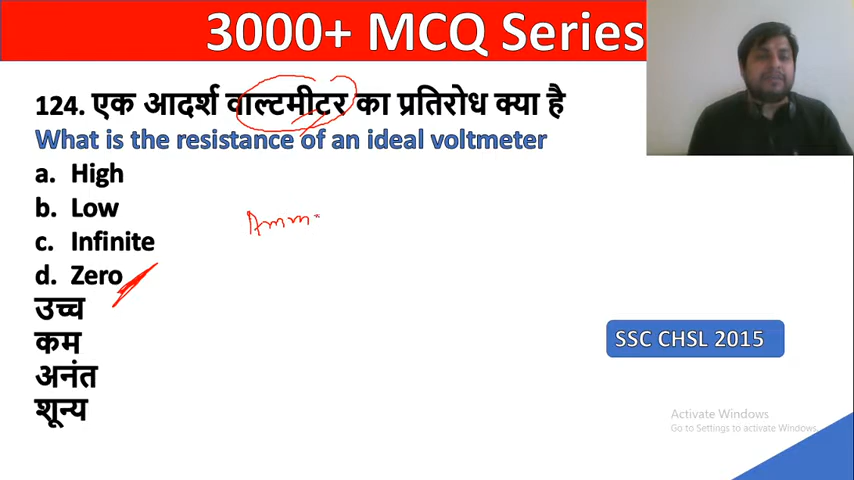 3000+ MCQ Series
124. एक आदर्श वाल्टमीटर का प्रतिरोध क्या है
What is the resistance of an ideal voltmeter
a. High
b. Low
c. Infinite
d. Zero
उच्च
कम
अनंत
शून्य
Amm
SSC CHSL 2015
Activate Windows
Go to Settings to activate Windows.